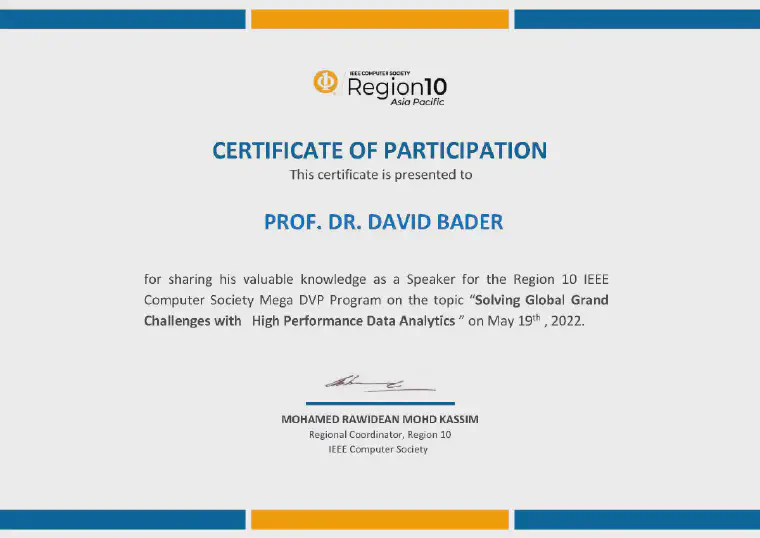 IEEE COMPUTER SOCIETY
Region10
Asia Pacific
CERTIFICATE OF PARTICIPATION
This certificate is presented to
PROF. DR. DAVID BADER
for sharing his valuable knowledge as a Speaker for the Region 10 IEEE
Computer Society Mega DVP Program on the topic “Solving Global Grand
Challenges with High Performance Data Analytics ” on May 19th , 2022.
MOHAMED RAWIDEAN MOHD KASSIM
Regional Coordinator, Region 10
IEEE Computer Society